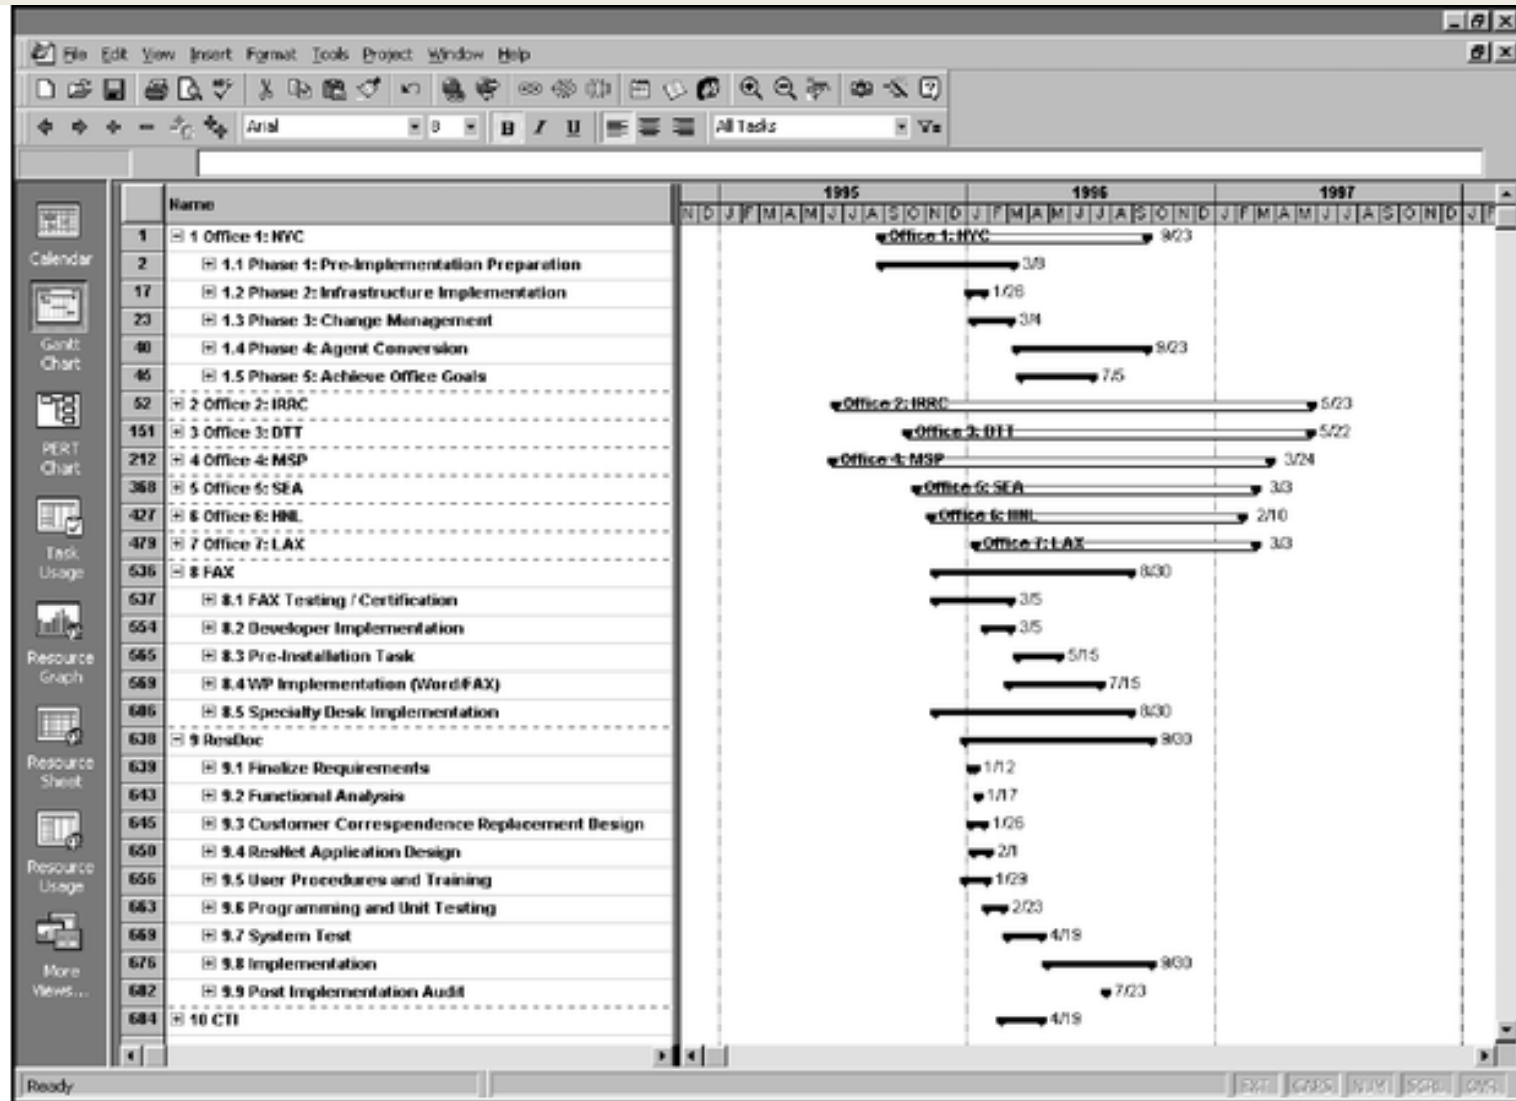 File Edit View Insert Format Tools Project Window Help
Arial 8 B I U All Tasks
Name
1995 1996 1997
N D J F M A M J J A S O N D J F M A M J J A S O N D J F M A M J J A S O N D J F
1 1 Office 1: NYC Office 1: NYC 9/23
2 1.1 Phase 1: Pre-Implementation Preparation 3/8
17 1.2 Phase 2: Infrastructure Implementation 1/26
23 1.3 Phase 3: Change Management 3/4
40 1.4 Phase 4: Agent Conversion 9/23
46 1.5 Phase 5: Achieve Office Goals 7/5
52 2 Office 2: IRRC Office 2: IRRC 5/23
151 3 Office 3: DTT Office 3: DTT 5/22
212 4 Office 4: MSP Office 4: MSP 3/24
368 5 Office 5: SEA Office 5: SEA 3/3
427 6 Office 6: HNL Office 6: HNL 2/10
479 7 Office 7: LAX Office 7: LAX 3/3
536 8 FAX 8/30
537 8.1 FAX Testing / Certification 3/5
554 8.2 Developer Implementation 3/5
565 8.3 Pre-Installation Task 5/15
569 8.4 WP Implementation (Word/FAX) 7/15
606 8.5 Specialty Desk Implementation 8/30
638 9 ResDoc 9/30
639 9.1 Finalize Requirements 1/12
643 9.2 Functional Analysis 1/17
645 9.3 Customer Correspondence Replacement Design 1/26
650 9.4 ResNet Application Design 2/1
656 9.5 User Procedures and Training 1/29
663 9.6 Programming and Unit Testing 2/23
669 9.7 System Test 4/19
676 9.8 Implementation 9/30
682 9.9 Post Implementation Audit 7/23
684 10 CTI 4/19
Calendar
Gantt
Chart
PERT
Chart
Task
Usage
Resource
Graph
Resource
Sheet
Resource
Usage
More
Views...
Ready
EXT CAPS NUM SCRL OVR